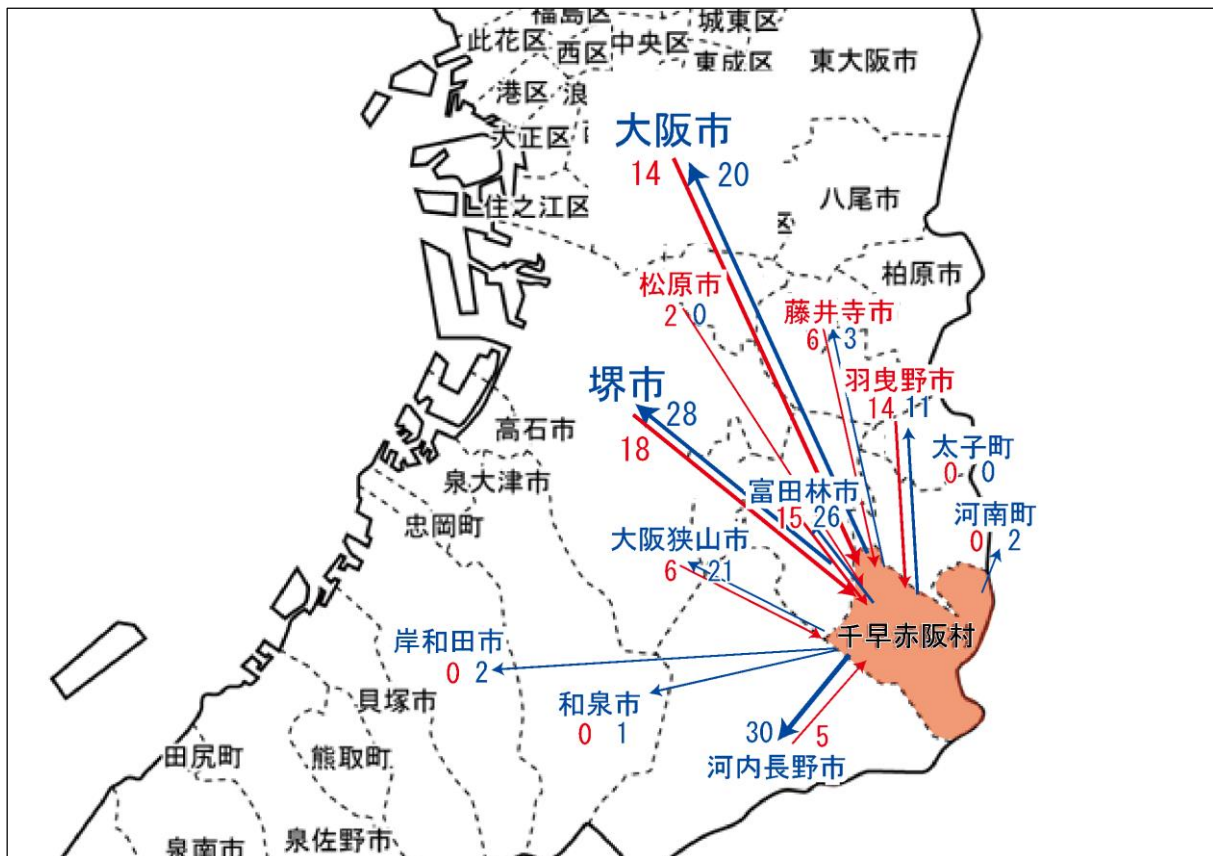 福島区
城東区
此花区
西区
中央区
東成区
東大阪市
港区
浪
大正区
大阪市
14
20
住之江区
八尾市
区
柏原市
松原市
2
0
藤井寺市
6
3
羽曳野市
14
11
堺市
28
18
高石市
太子町
0
0
泉大津市
富田林市
15
26
河南町
0
2
忠岡町
大阪狭山市
6
21
千早赤阪村
岸和田市
0
2
貝塚市
和泉市
0
1
30
5
河内長野市
田尻町
熊取町
泉南市
泉佐野市